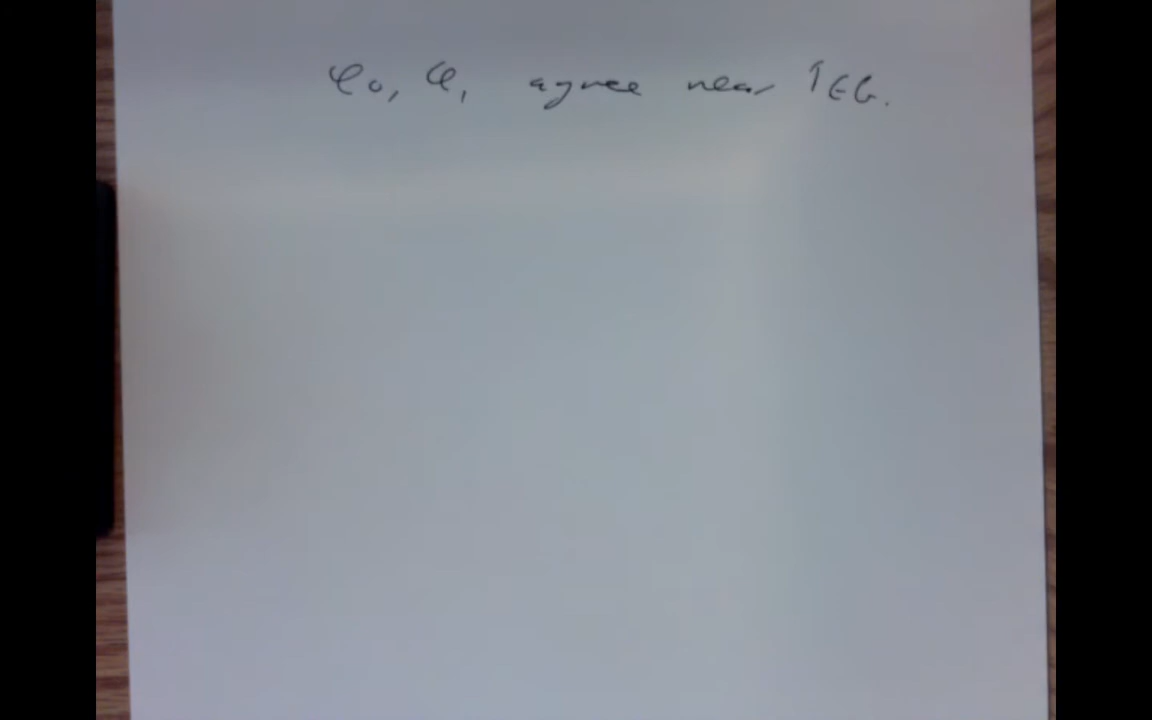 φ₀, φ₁ agree near 1∈G.